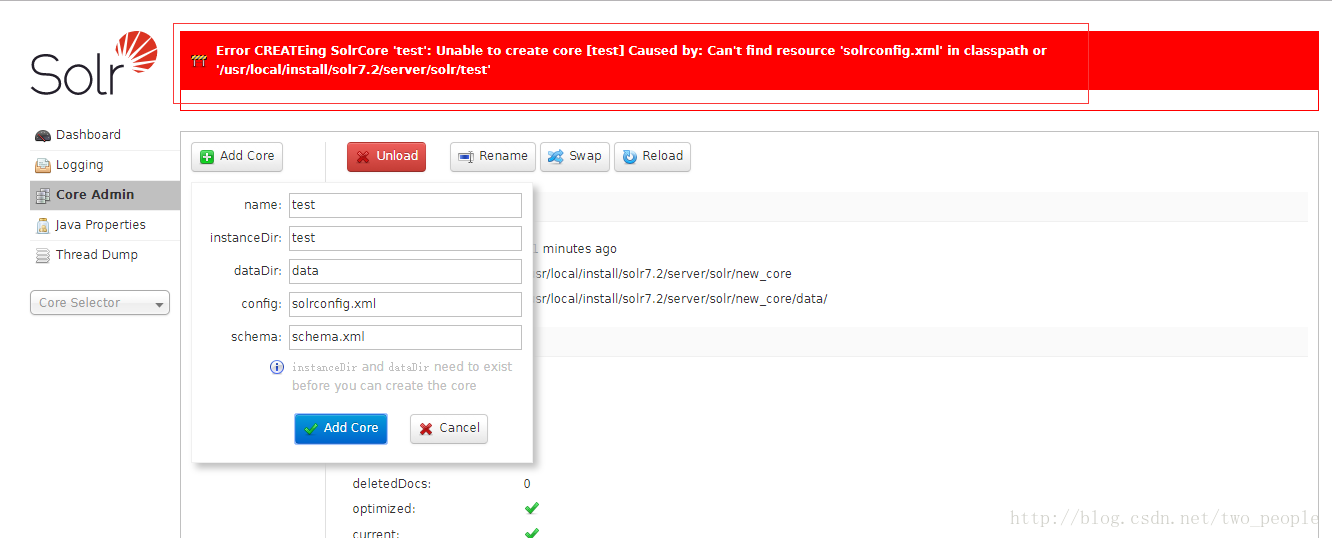 Solr
Error CREATEing SolrCore 'test': Unable to create core [test] Caused by: Can't find resource 'solrconfig.xml' in classpath or
'/usr/local/install/solr7.2/server/solr/test'
Dashboard
Logging
Core Admin
Java Properties
Thread Dump
Core Selector
Add Core
Unload
Rename
Swap
Reload
name: test
instanceDir: test
dataDir: data
config: solrconfig.xml
schema: schema.xml
instanceDir and dataDir need to exist
before you can create the core
Add Core
Cancel
minutes ago
sr/local/install/solr7.2/server/solr/new_core
sr/local/install/solr7.2/server/solr/new_core/data/
deletedDocs: 0
optimized:
current:
http://blog.csdn.net/two_people